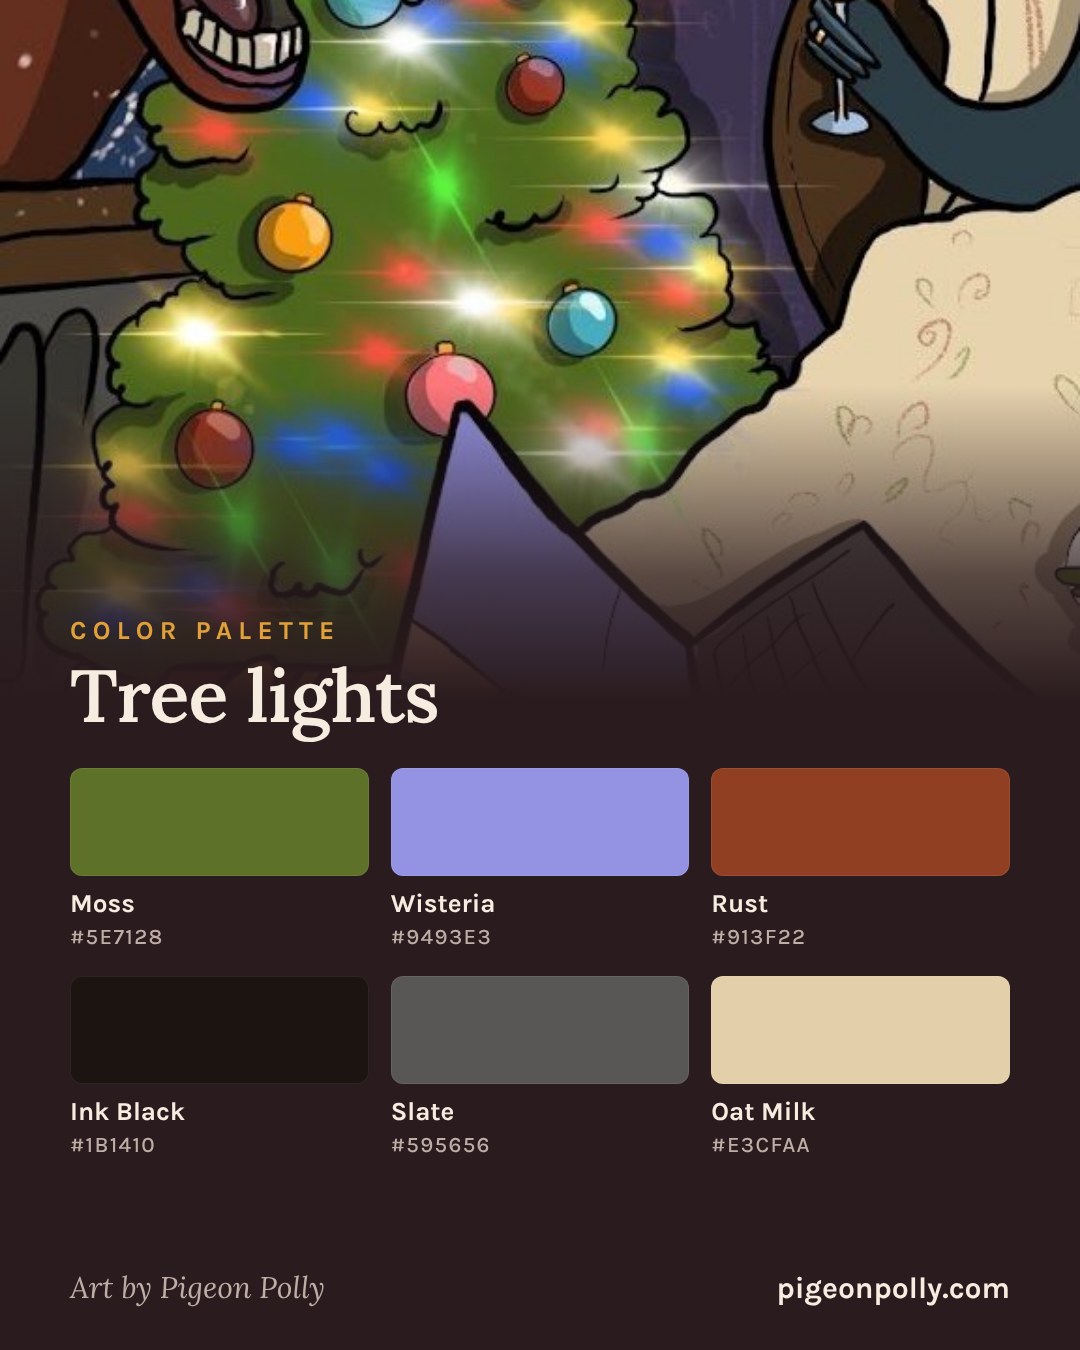 COLOR PALETTE
Tree lights
Moss
#5E7128
Wisteria
#9493E3
Rust
#913F22
Ink Black
#1B1410
Slate
#595656
Oat Milk
#E3CFAA
Art by Pigeon Polly
pigeonpolly.com